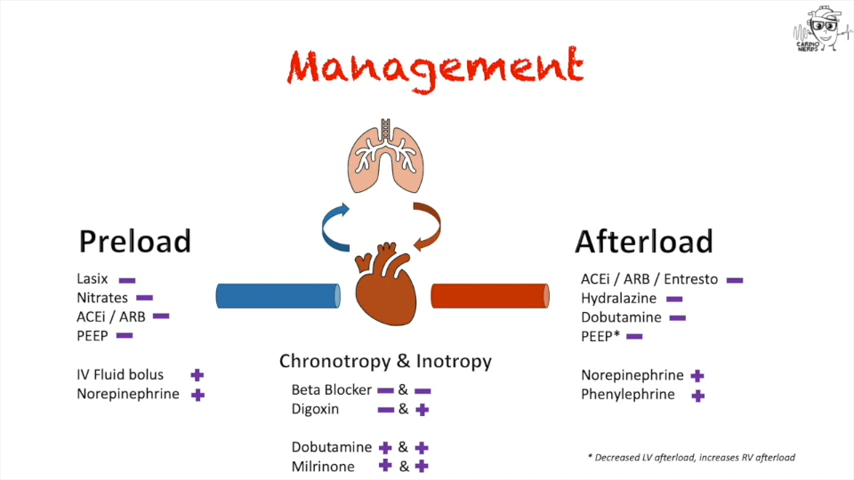 CARDIO
NERDS
Management
Preload
Lasix −
Nitrates −
ACEi / ARB −
PEEP −
IV Fluid bolus +
Norepinephrine +
Chronotropy & Inotropy
Beta Blocker − & −
Digoxin − & +
Dobutamine + & +
Milrinone + & +
Afterload
ACEi / ARB / Entresto −
Hydralazine −
Dobutamine −
PEEP* −
Norepinephrine +
Phenylephrine +
* Decreased LV afterload, increases RV afterload